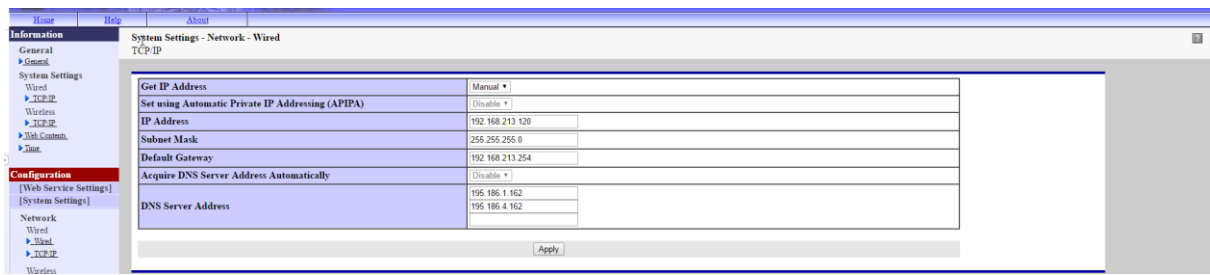 Home Help About
Information
General
General
System Settings
Wired
TCP/IP
Wireless
TCP/IP
Web Contents
Time
Configuration
[Web Service Settings]
[System Settings]
Network
Wired
Wired
TCP/IP
Wireless
System Settings - Network - Wired
TCP/IP
?
Get IP Address Manual
Set using Automatic Private IP Addressing (APIPA) Disable
IP Address 192.168.213.120
Subnet Mask 255.255.255.0
Default Gateway 192.168.213.254
Acquire DNS Server Address Automatically Disable
DNS Server Address
195.186.1.162
195.186.4.162
Apply